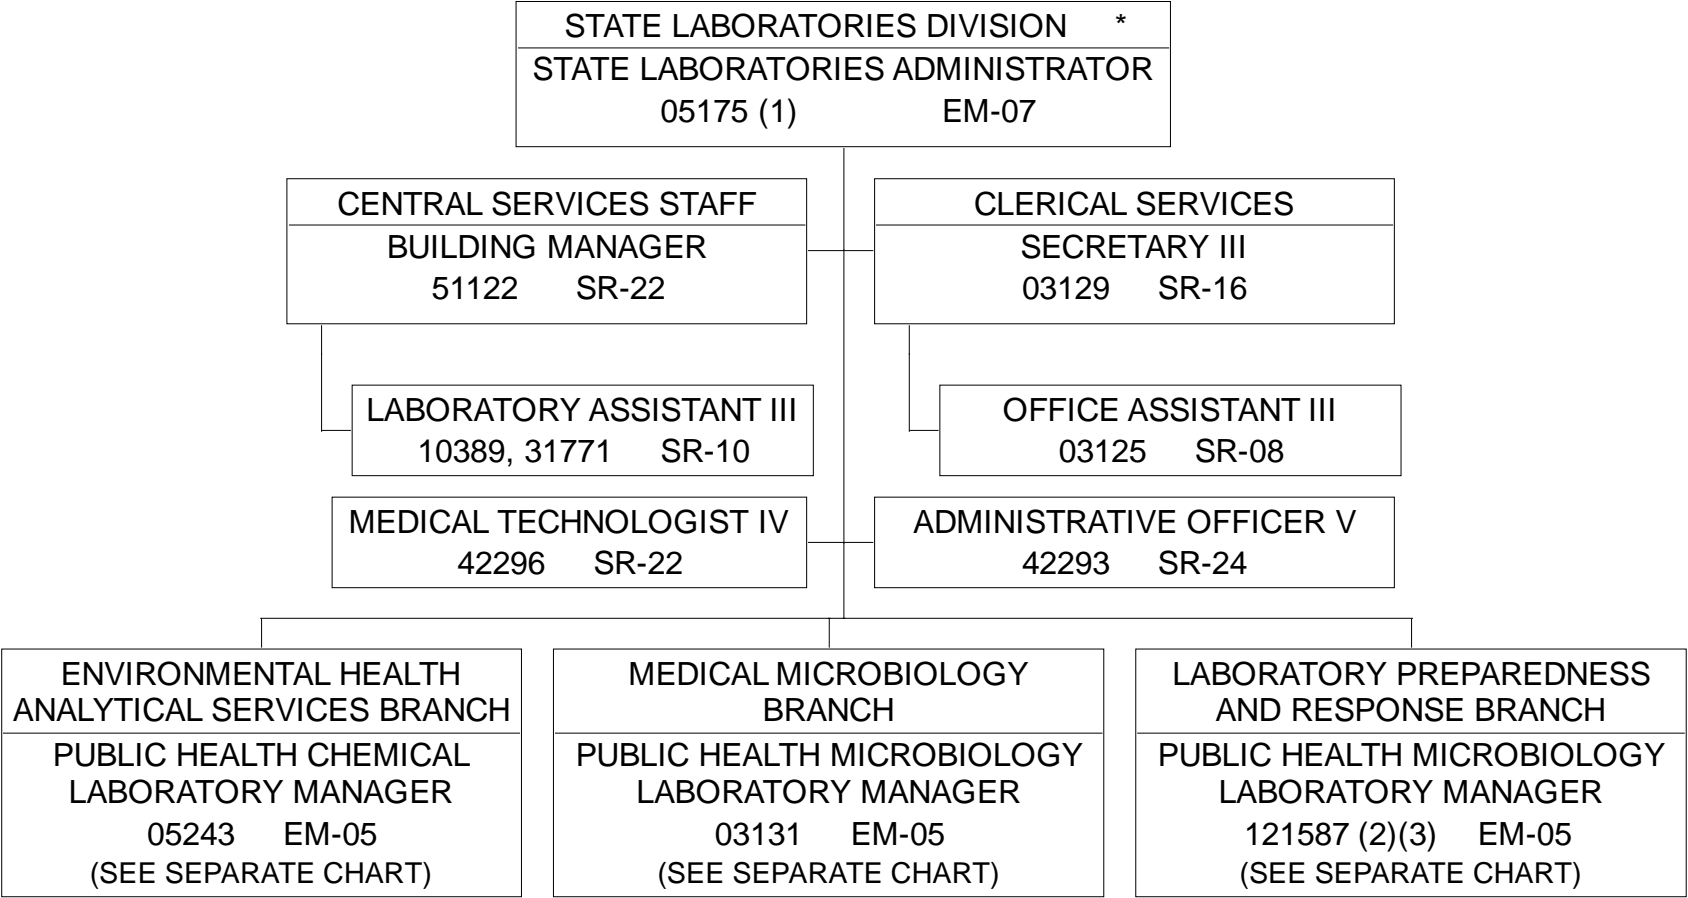 STATE LABORATORIES DIVISION *
STATE LABORATORIES ADMINISTRATOR
05175 (1) EM-07
CENTRAL SERVICES STAFF
BUILDING MANAGER
51122 SR-22
CLERICAL SERVICES
SECRETARY III
03129 SR-16
LABORATORY ASSISTANT III
10389, 31771 SR-10
OFFICE ASSISTANT III
03125 SR-08
MEDICAL TECHNOLOGIST IV
42296 SR-22
ADMINISTRATIVE OFFICER V
42293 SR-24
ENVIRONMENTAL HEALTH
ANALYTICAL SERVICES BRANCH
PUBLIC HEALTH CHEMICAL
LABORATORY MANAGER
05243 EM-05
(SEE SEPARATE CHART)
MEDICAL MICROBIOLOGY
BRANCH
PUBLIC HEALTH MICROBIOLOGY
LABORATORY MANAGER
03131 EM-05
(SEE SEPARATE CHART)
LABORATORY PREPAREDNESS
AND RESPONSE BRANCH
PUBLIC HEALTH MICROBIOLOGY
LABORATORY MANAGER
121587 (2)(3) EM-05
(SEE SEPARATE CHART)